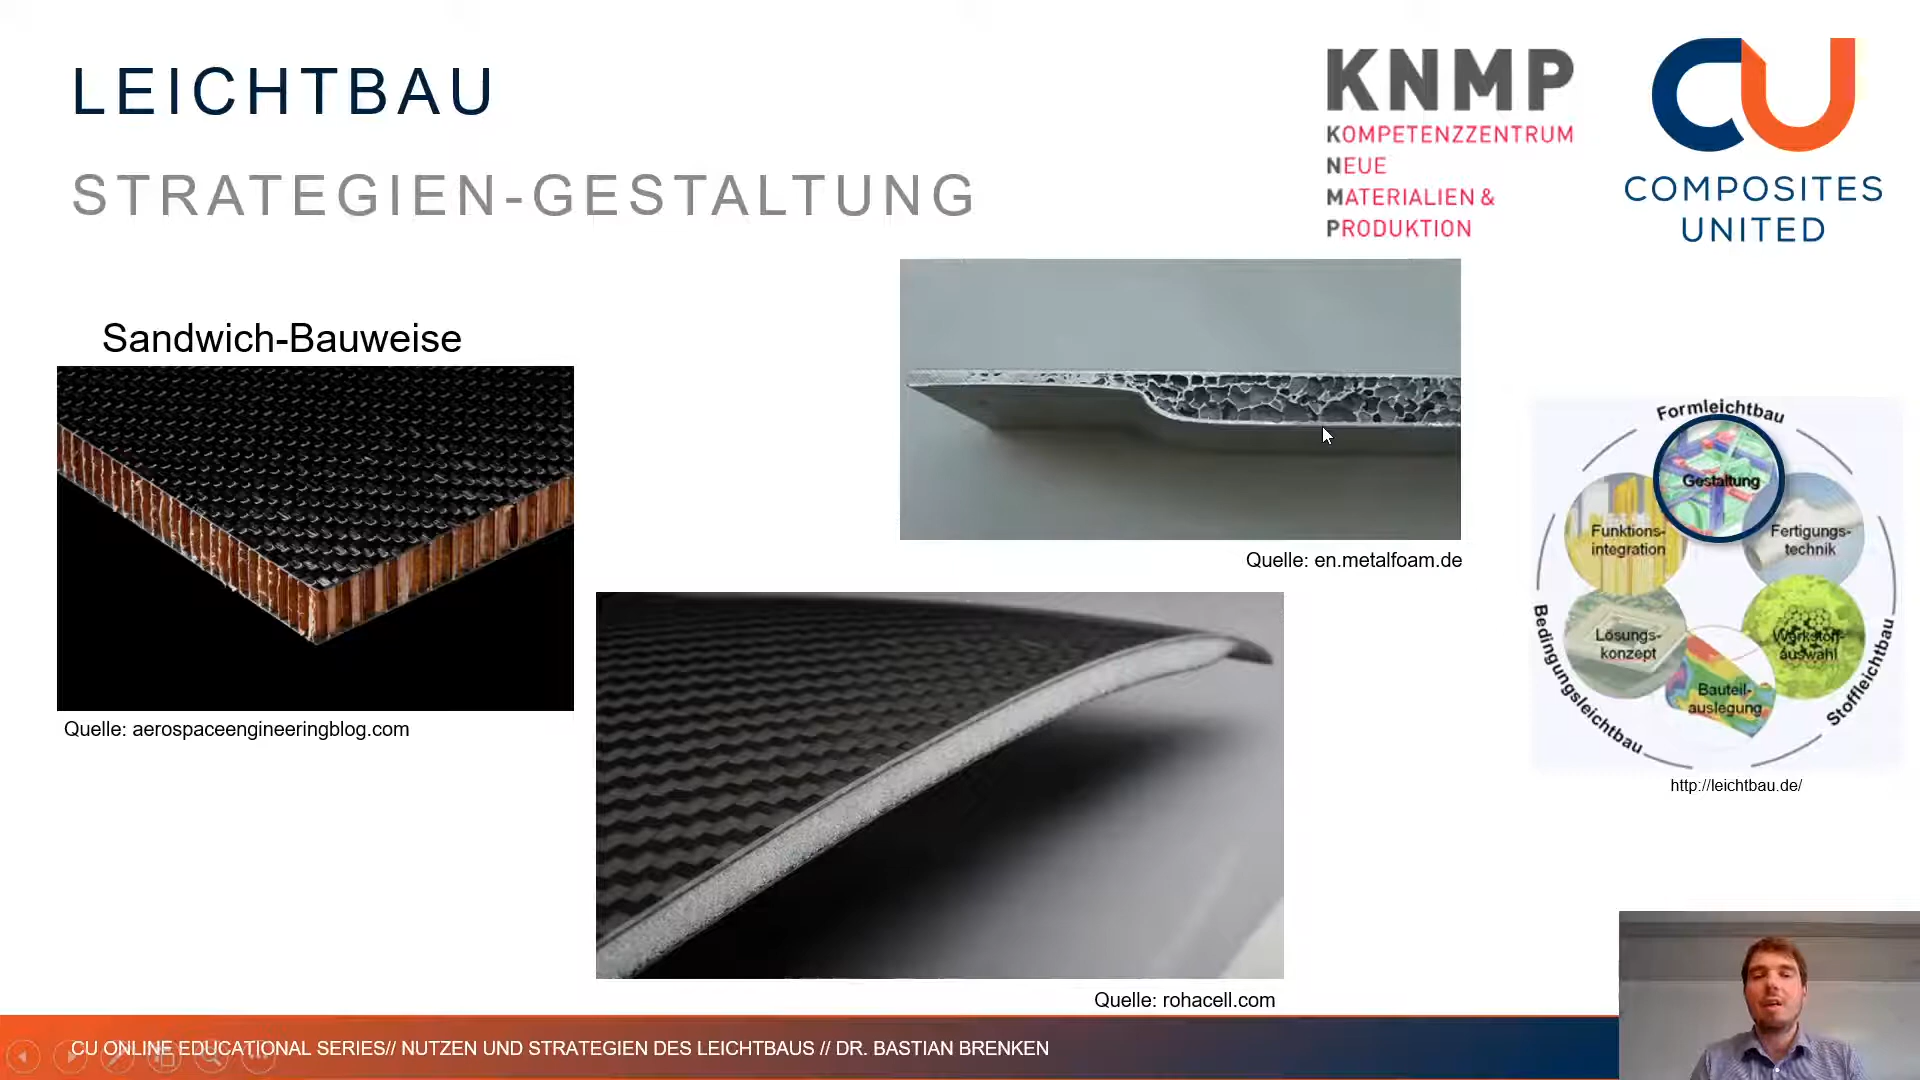 LEICHTBAU
STRATEGIEN-GESTALTUNG
KNMP
KOMPETENZZENTRUM
NEUE
MATERIALIEN &
PRODUKTION
CU
COMPOSITES
UNITED
Sandwich-Bauweise
Quelle: aerospaceengineeringblog.com
Quelle: en.metalfoam.de
Quelle: rohacell.com
Formleichtbau
Gestaltung
Funktions-
integration
Fertigungs-
technik
Lösungs-
konzept
Werkstoff-
auswahl
Bauteil-
auslegung
Bedingungsleichtbau
Stoffleichtbau
http://leichtbau.de/
CU ONLINE EDUCATIONAL SERIES// NUTZEN UND STRATEGIEN DES LEICHTBAUS // DR. BASTIAN BRENKEN